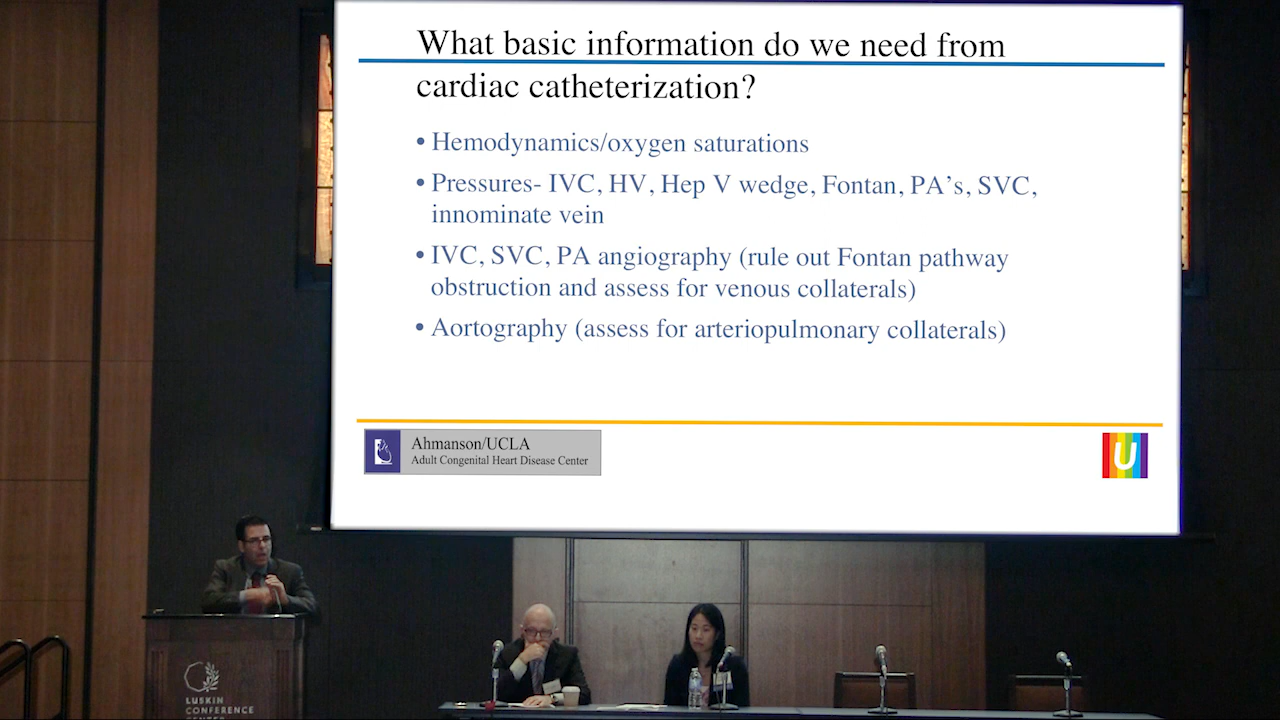 What basic information do we need from
cardiac catheterization?
• Hemodynamics/oxygen saturations
• Pressures- IVC, HV, Hep V wedge, Fontan, PA's, SVC,
innominate vein
• IVC, SVC, PA angiography (rule out Fontan pathway
obstruction and assess for venous collaterals)
• Aortography (assess for arteriopulmonary collaterals)
Ahmanson/UCLA
Adult Congenital Heart Disease Center
U
LUSKIN
CONFERENCE
CENTER